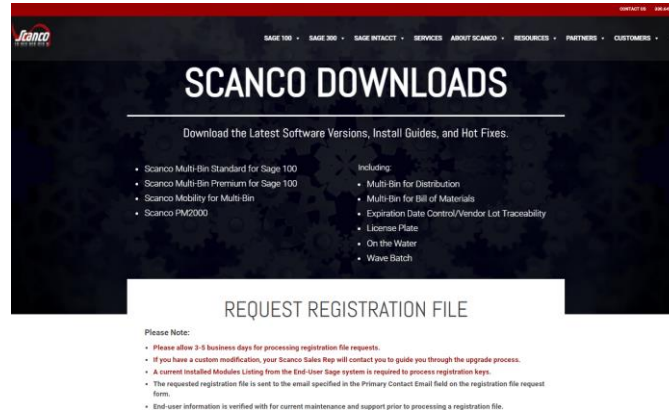 CONTACT US
Scanco
SAGE 100 SAGE 300 SAGE INTACCT SERVICES ABOUT SCANCO RESOURCES PARTNERS CUSTOMERS
SCANCO DOWNLOADS
Download the Latest Software Versions, Install Guides, and Hot Fixes.
• Scanco Multi-Bin Standard for Sage 100
• Scanco Multi-Bin Premium for Sage 100
• Scanco Mobility for Multi-Bin
• Scanco PM2000
Including:
• Multi-Bin for Distribution
• Multi-Bin for Bill of Materials
• Expiration Date Control/Vendor Lot Traceability
• License Plate
• On the Water
• Wave Batch
REQUEST REGISTRATION FILE
Please Note:
• Please allow 3-5 business days for processing registration file requests.
• If you have a custom modification, your Scanco Sales Rep will contact you to guide you through the upgrade process.
• A current Installed Modules Listing from the End-User Sage system is required to process registration keys.
• The requested registration file is sent to the email specified in the Primary Contact Email field on the registration file request
form.
• End-user information is verified with for current maintenance and support prior to processing a registration file.